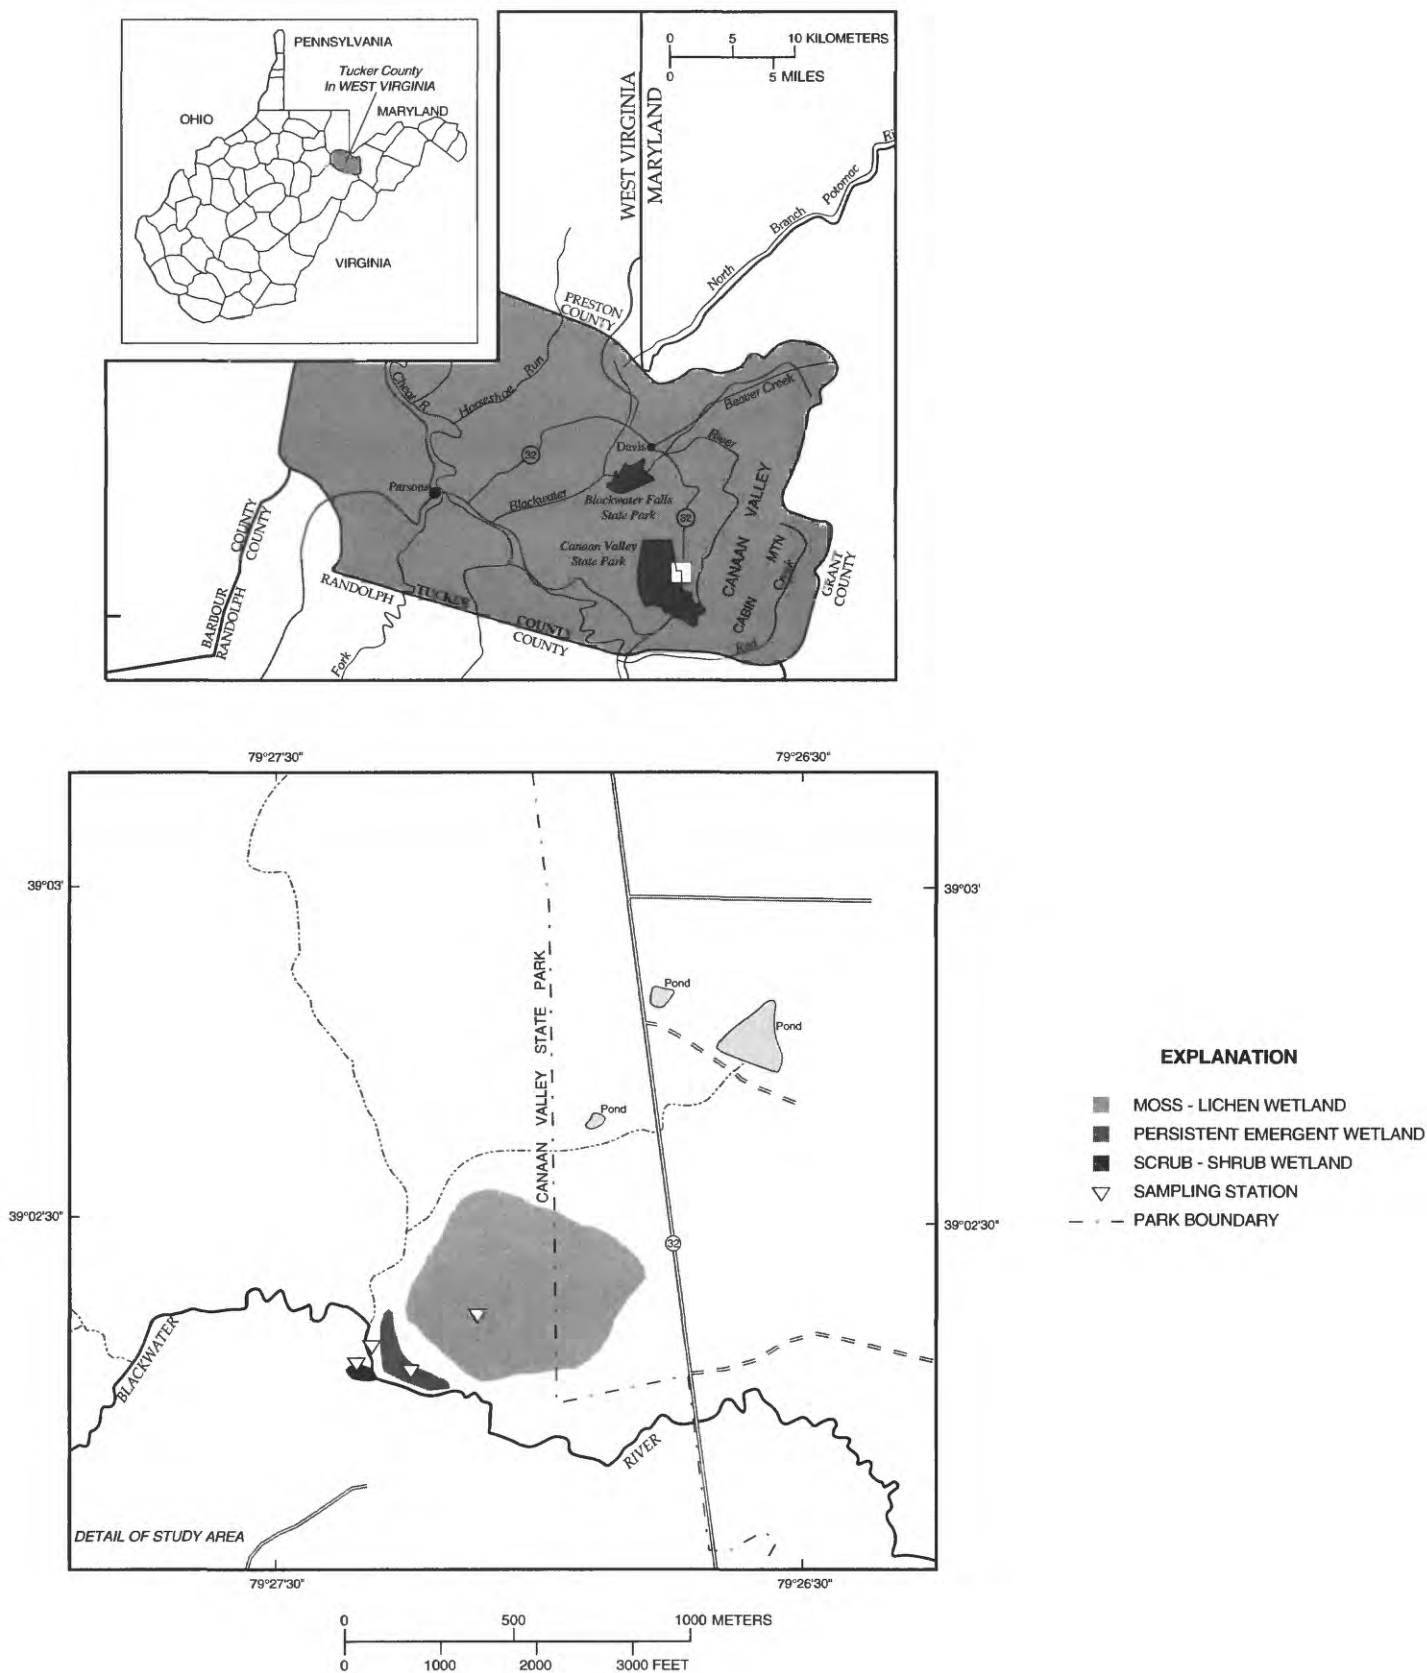 PENNSYLVANIA
Tucker County
In WEST VIRGINIA
OHIO
MARYLAND
VIRGINIA
0 5 10 KILOMETERS
0 5 MILES
WEST VIRGINIA
MARYLAND
North Branch Potomac
PRESTON
COUNTY
Cheat R.
Horseshoe Run
Beaver Creek
32
Davis
River
Parsons
Blackwater
Blackwater Falls
State Park
32
CANAAN VALLEY
Canaan Valley
State Park
CABIN MTN
Red Creek
GRANT
COUNTY
BARBOUR COUNTY
RANDOLPH COUNTY
TUCKER COUNTY
RANDOLPH COUNTY
Fork
79°27'30" 79°26'30"
39°03' 39°03'
CANAAN VALLEY STATE PARK
Pond
Pond
Pond
39°02'30" 39°02'30"
32
BLACKWATER RIVER
DETAIL OF STUDY AREA
79°27'30" 79°26'30"
0 500 1000 METERS
0 1000 2000 3000 FEET
EXPLANATION
MOSS - LICHEN WETLAND
PERSISTENT EMERGENT WETLAND
SCRUB - SHRUB WETLAND
SAMPLING STATION
PARK BOUNDARY